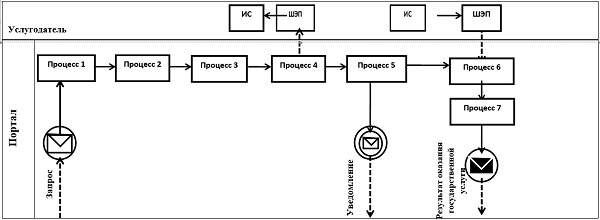 Услугодатель
ИС
ШЭП
ИС
ШЭП
Портал
Процесс 1
Процесс 2
Процесс 3
Процесс 4
Процесс 5
Процесс 6
Процесс 7
Запрос
Уведомление
Результат оказания
государственной
услуги